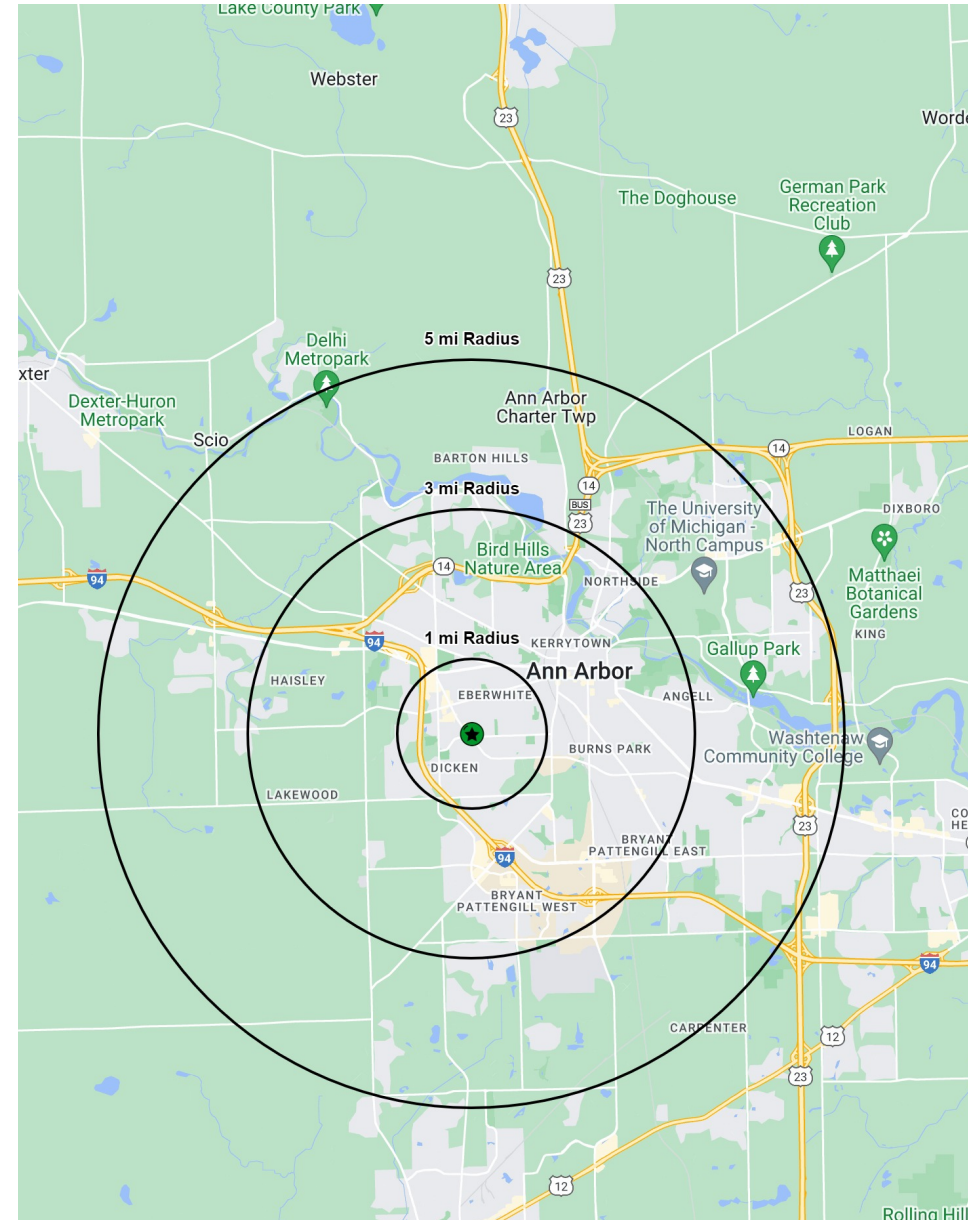 Lake County Park
Webster
23
Worde
The Doghouse
German Park
Recreation
Club
23
5 mi Radius
Delhi
Metropark
xter
Dexter-Huron
Metropark
Ann Arbor
Charter Twp
Scio
LOGAN
14
BARTON HILLS
3 mi Radius
14
BUS
23
The University
of Michigan -
North Campus
DIXBORO
Bird Hills
Nature Area
14
94
NORTHSIDE
23
Matthaei
Botanical
Gardens
KING
94
1 mi Radius
KERRYTOWN
Gallup Park
Ann Arbor
HAISLEY
EBERWHITE
ANGELL
Washtenaw
Community College
BURNS PARK
DICKEN
LAKEWOOD
CO
HE
23
BRYANT
PATTENGILL EAST
94
BRYANT
PATTENGILL WEST
94
CARPENTER
12
23
12
Rolling Hill